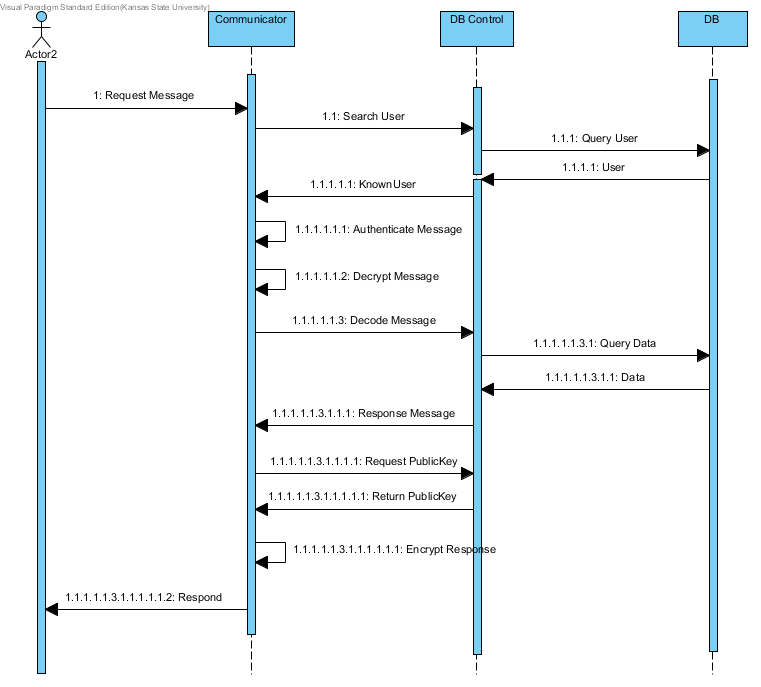 Visual Paradigm Standard Edition(Kansas State University)
Communicator
DB Control
DB
Actor2
1: Request Message
1.1: Search User
1.1.1: Query User
1.1.1.1: User
1.1.1.1.1: KnownUser
1.1.1.1.1.1: Authenticate Message
1.1.1.1.1.2: Decrypt Message
1.1.1.1.1.3: Decode Message
1.1.1.1.1.3.1: Query Data
1.1.1.1.1.3.1.1: Data
1.1.1.1.1.3.1.1.1: Response Message
1.1.1.1.1.3.1.1.1.1: Request PublicKey
1.1.1.1.1.3.1.1.1.1.1: Return PublicKey
1.1.1.1.1.3.1.1.1.1.1.1: Encrypt Response
1.1.1.1.1.3.1.1.1.1.1.2: Respond